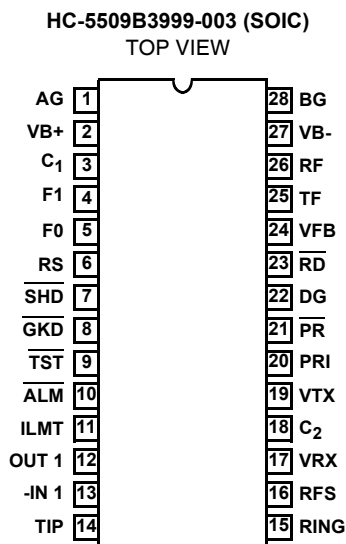 HC-5509B3999-003 (SOIC)
TOP VIEW
AG 1 28 BG
VB+ 2 27 VB-
C1 3 26 RF
F1 4 25 TF
F0 5 24 VFB
RS 6 23 RD
SHD 7 22 DG
GKD 8 21 PR
TST 9 20 PRI
ALM 10 19 VTX
ILMT 11 18 C2
OUT 1 12 17 VRX
-IN 1 13 16 RFS
TIP 14 15 RING